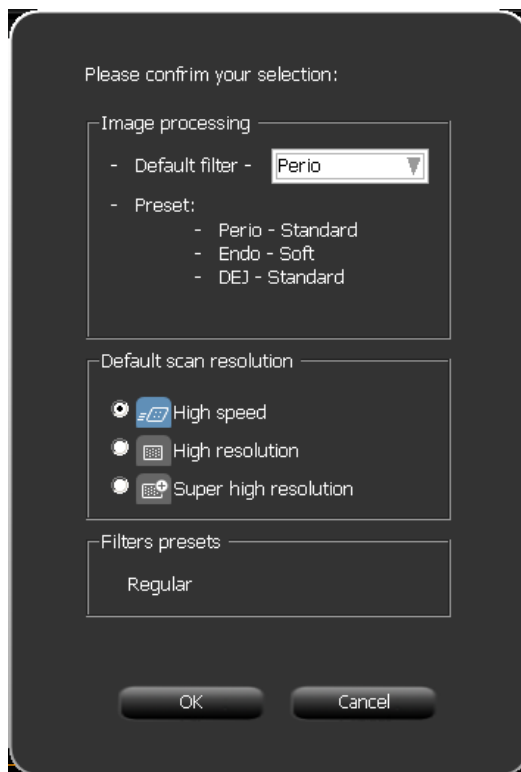 Please confrim your selection:
Image processing
- Default filter - Perio
- Preset:
- Perio - Standard
- Endo - Soft
- DEJ - Standard
Default scan resolution
High speed
High resolution
Super high resolution
Filters presets
Regular
OK Cancel